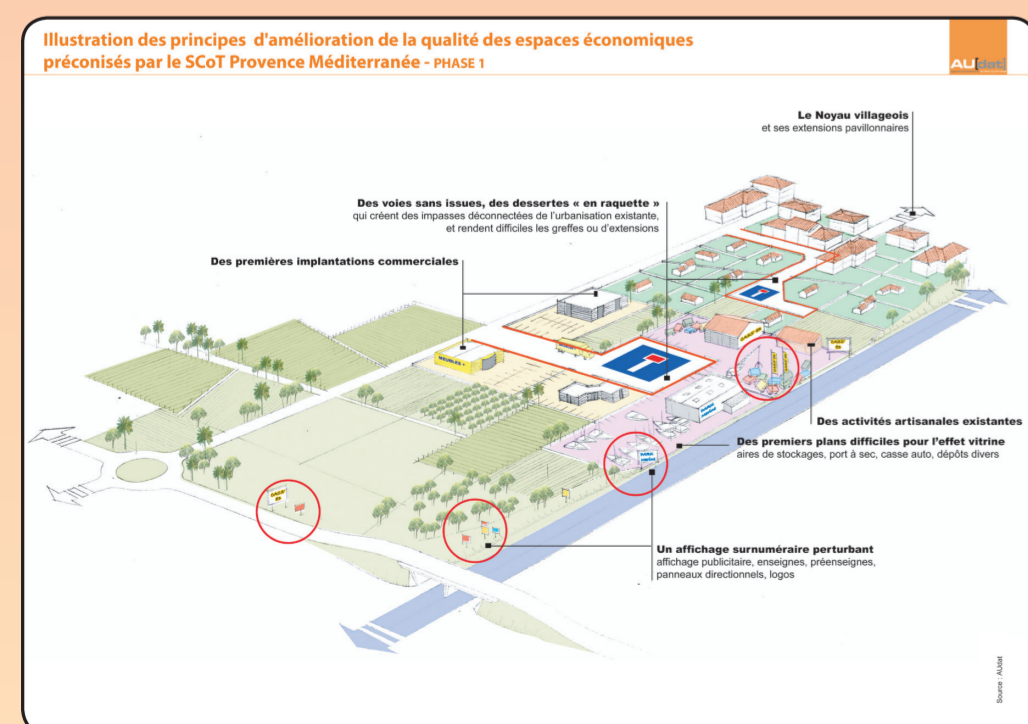 Illustration des principes d'amélioration de la qualité des espaces économiques
préconisés par le SCoT Provence Méditerranée - PHASE 1
AU[dat]
Le Noyau villageois
et ses extensions pavillonnaires
Des voies sans issues, des dessertes « en raquette »
qui créent des impasses déconnectées de l'urbanisation existante,
et rendent difficiles les greffes ou d'extensions
Des premières implantations commerciales
MEUBLES +
Des activités artisanales existantes
Des premiers plans difficiles pour l'effet vitrine
aires de stockages, port à sec, casse auto, dépôts divers
Un affichage surnuméraire perturbant
affichage publicitaire, enseignes, préenseignes,
panneaux directionnels, logos
Source : AUdat